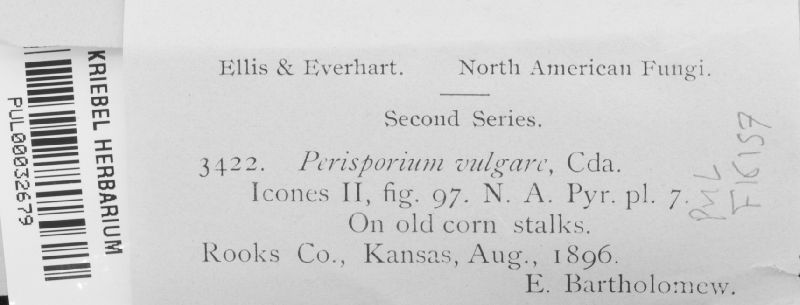 Ellis & Everhart. North American Fungi.
Second Series.
3422. Perisporium vulgare, Cda.
Icones II, fig. 97. N. A. Pyr. pl. 7.
On old corn stalks.
Rooks Co., Kansas, Aug., 1896.
E. Bartholomew.
KRIEBEL HERBARIUM
PUL00032679
PUL
F16157